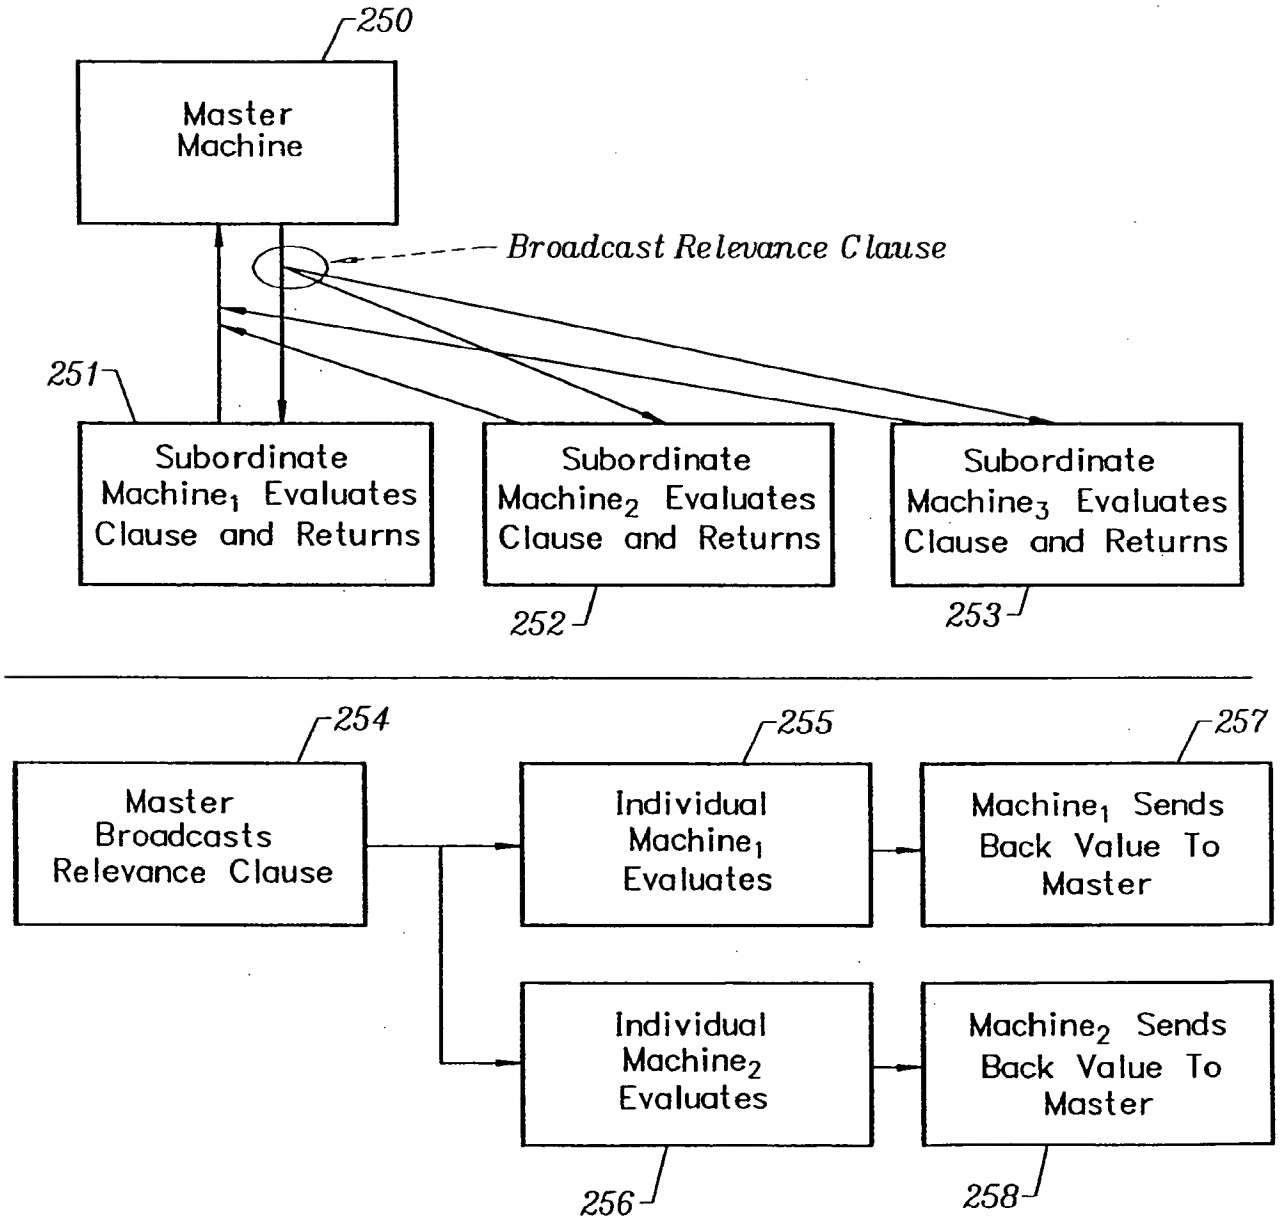 250
Master
Machine
Broadcast Relevance Clause
251
Subordinate
Machine₁ Evaluates
Clause and Returns
Subordinate
Machine₂ Evaluates
Clause and Returns
252
Subordinate
Machine₃ Evaluates
Clause and Returns
253
254
Master
Broadcasts
Relevance Clause
255
Individual
Machine₁
Evaluates
257
Machine₁ Sends
Back Value To
Master
Individual
Machine₂
Evaluates
256
Machine₂ Sends
Back Value To
Master
258